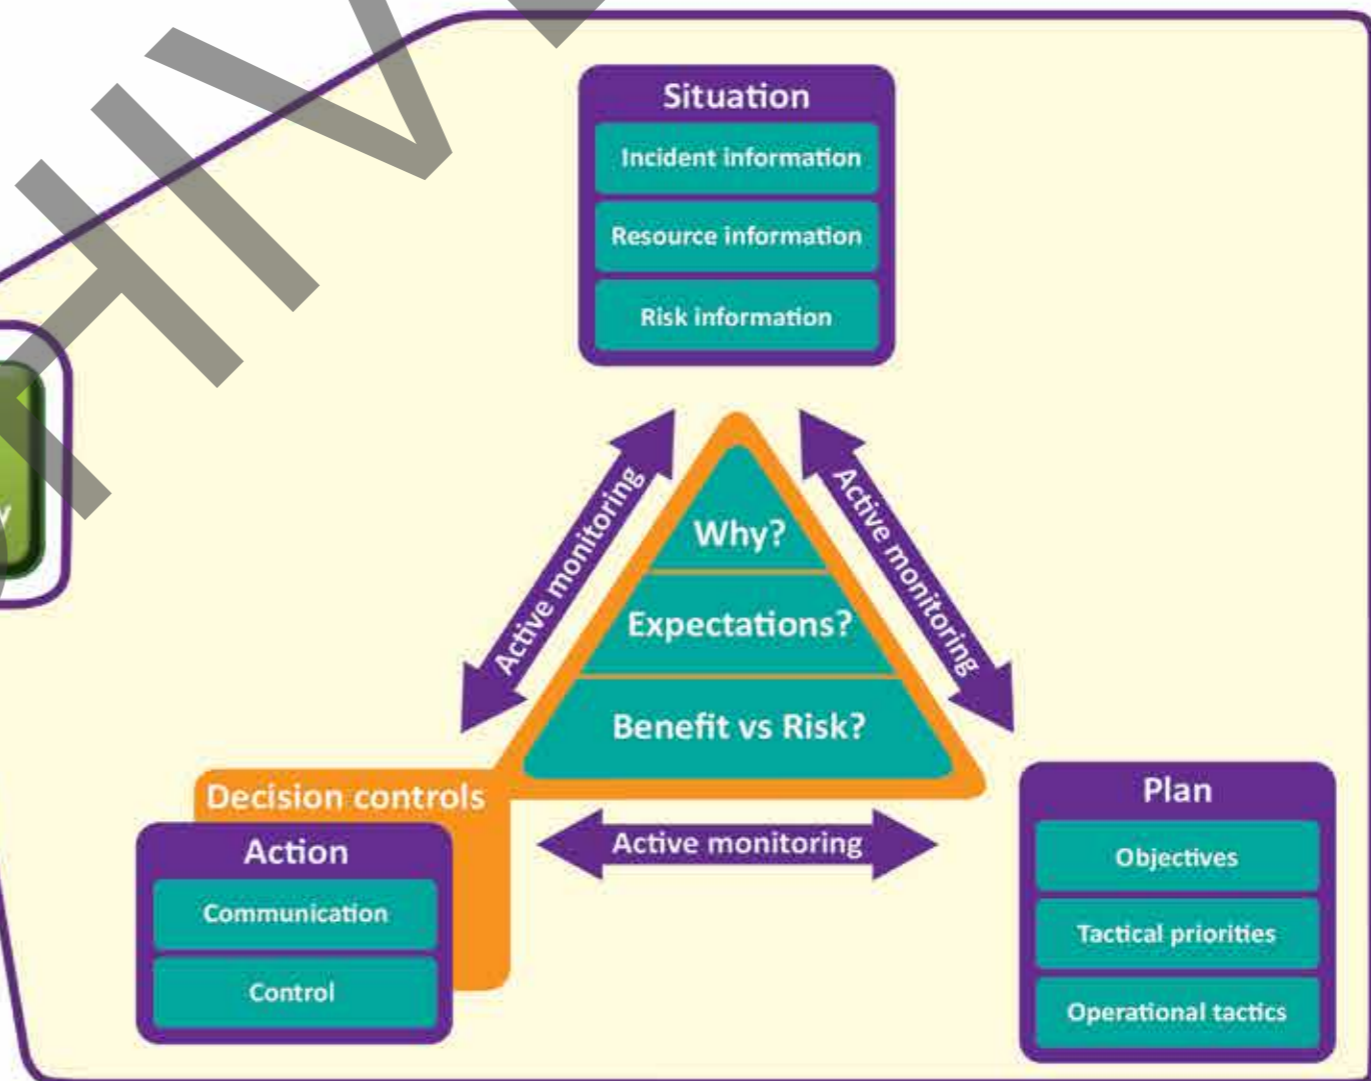 Situation
Incident information
Resource information
Risk information
Active monitoring
Active monitoring
Why?
Expectations?
Benefit vs Risk?
Decision controls
Action
Communication
Control
Active monitoring
Plan
Objectives
Tactical priorities
Operational tactics